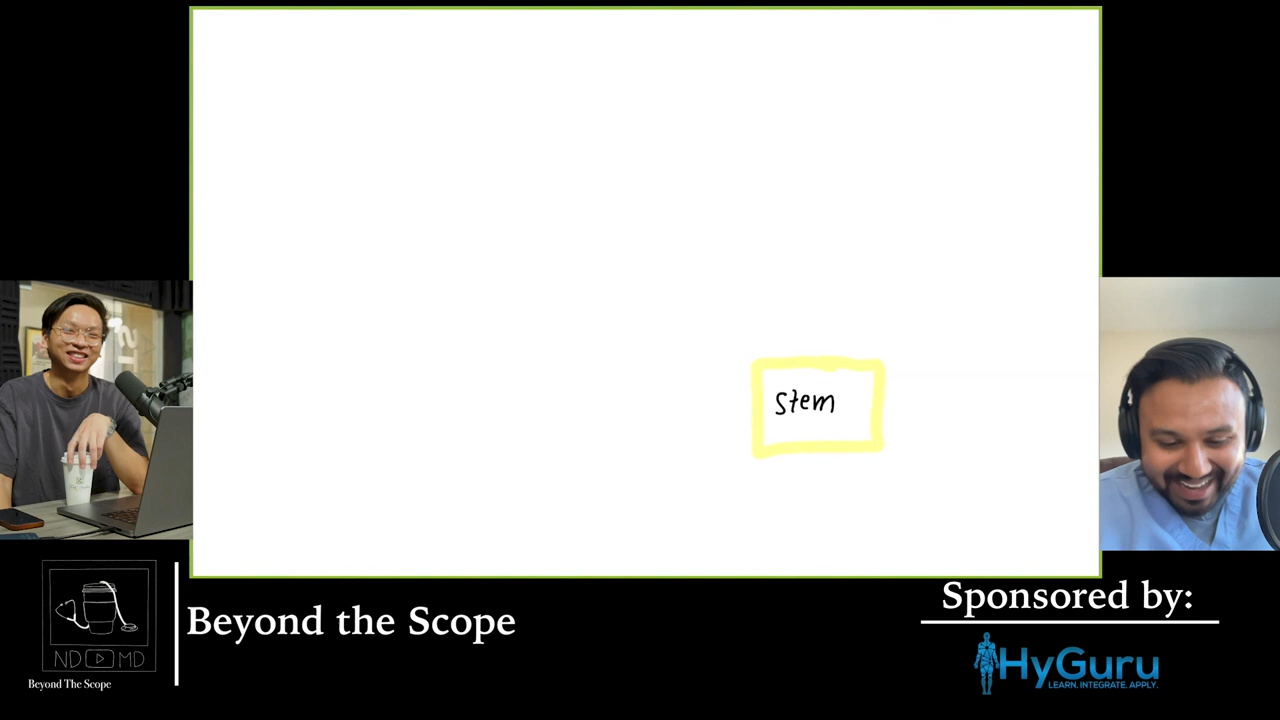 Stem
Beyond the Scope
Sponsored by:
ND MD
Beyond The Scope
HyGuru
LEARN. INTEGRATE. APPLY.